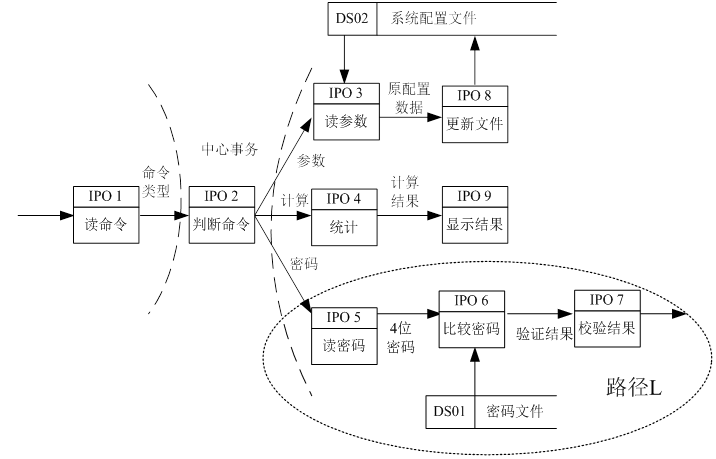 DS02 系统配置文件
IPO 3
读参数
原配置
数据
IPO 8
更新文件
中心事务
参数
命令
类型
IPO 1
读命令
IPO 2
判断命令
计算
IPO 4
统计
计算
结果
IPO 9
显示结果
密码
IPO 5
读密码
4位
密码
IPO 6
比较密码
验证结果
IPO 7
校验结果
路径L
DS01 密码文件